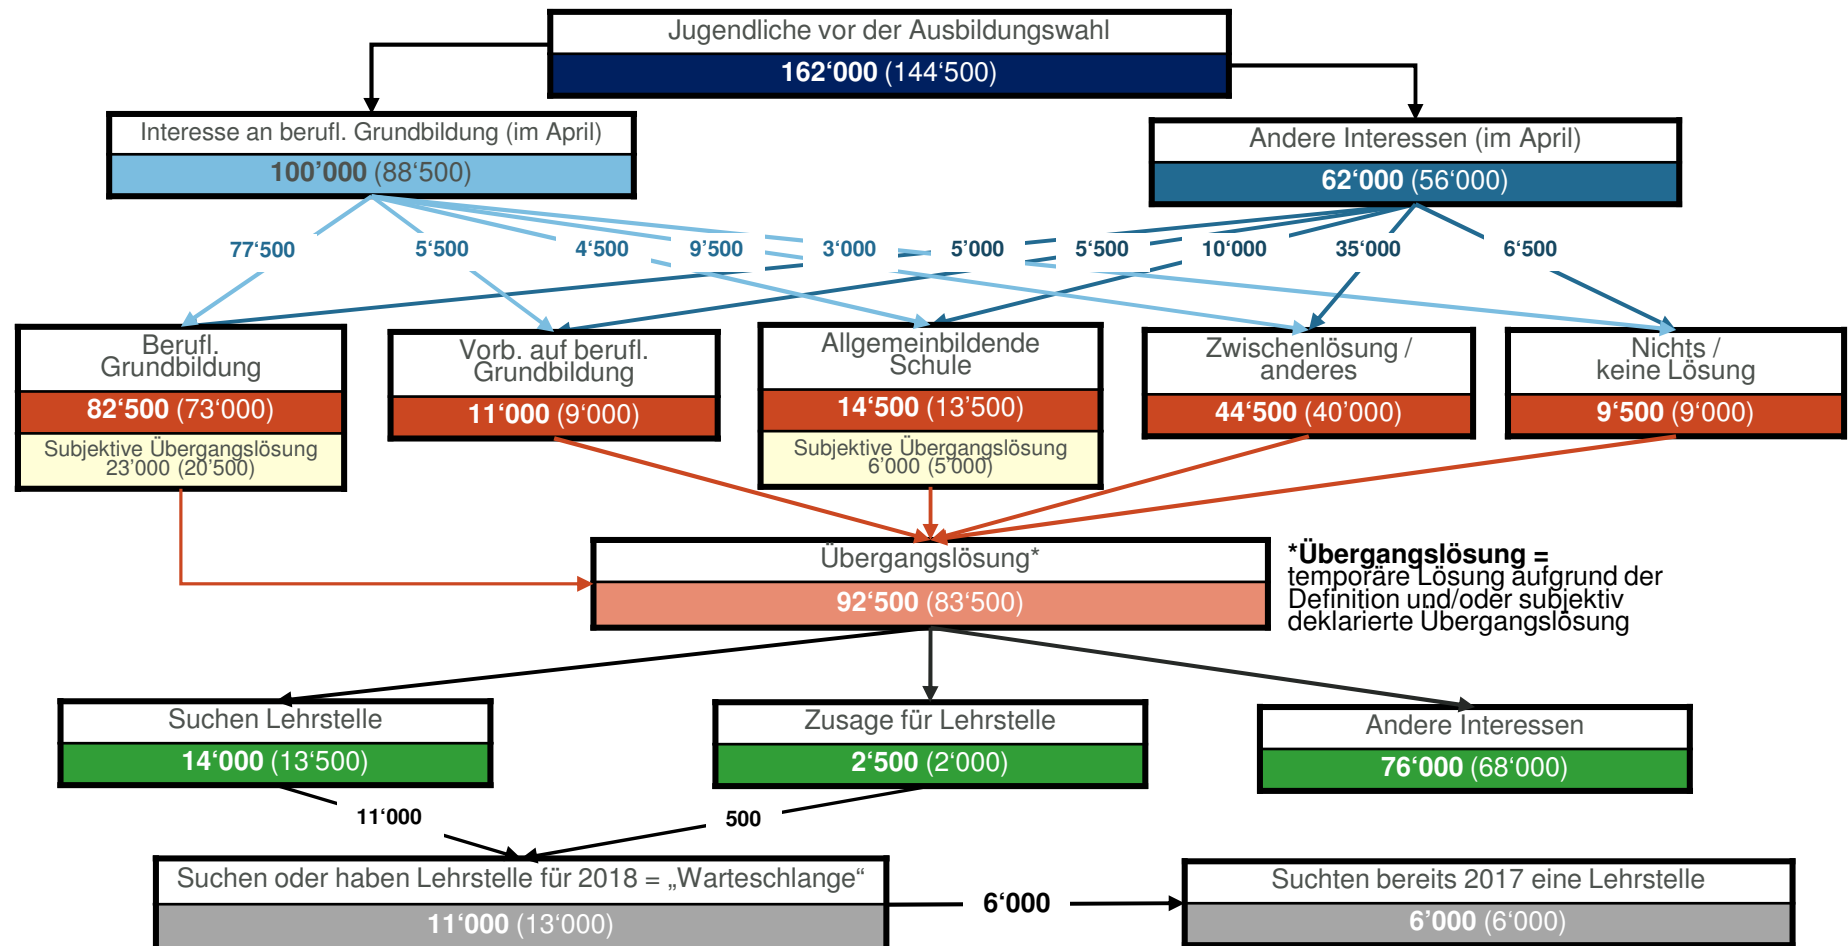 Jugendliche vor der Ausbildungswahl
162‘000 (144‘500)
Interesse an berufl. Grundbildung (im April)
100’000 (88‘500)
Andere Interessen (im April)
62‘000 (56‘000)
77‘500
5‘500
4‘500
9‘500
3‘000
5‘000
5‘500
10‘000
35‘000
6‘500
Berufl.
Grundbildung
82‘500 (73‘000)
Subjektive Übergangslösung
23’000 (20‘500)
Vorb. auf berufl.
Grundbildung
11‘000 (9‘000)
Allgemeinbildende
Schule
14‘500 (13’500)
Subjektive Übergangslösung
6‘000 (5’000)
Zwischenlösung /
anderes
44‘500 (40’000)
Nichts /
keine Lösung
9‘500 (9‘000)
Übergangslösung*
92‘500 (83‘500)
*Übergangslösung =
temporäre Lösung aufgrund der
Definition und/oder subjektiv
deklarierte Übergangslösung
Suchen Lehrstelle
14‘000 (13‘500)
Zusage für Lehrstelle
2‘500 (2‘000)
Andere Interessen
76‘000 (68‘000)
11‘000
500
Suchen oder haben Lehrstelle für 2018 = „Warteschlange“
11‘000 (13‘000)
6‘000
Suchten bereits 2017 eine Lehrstelle
6’000 (6‘000)